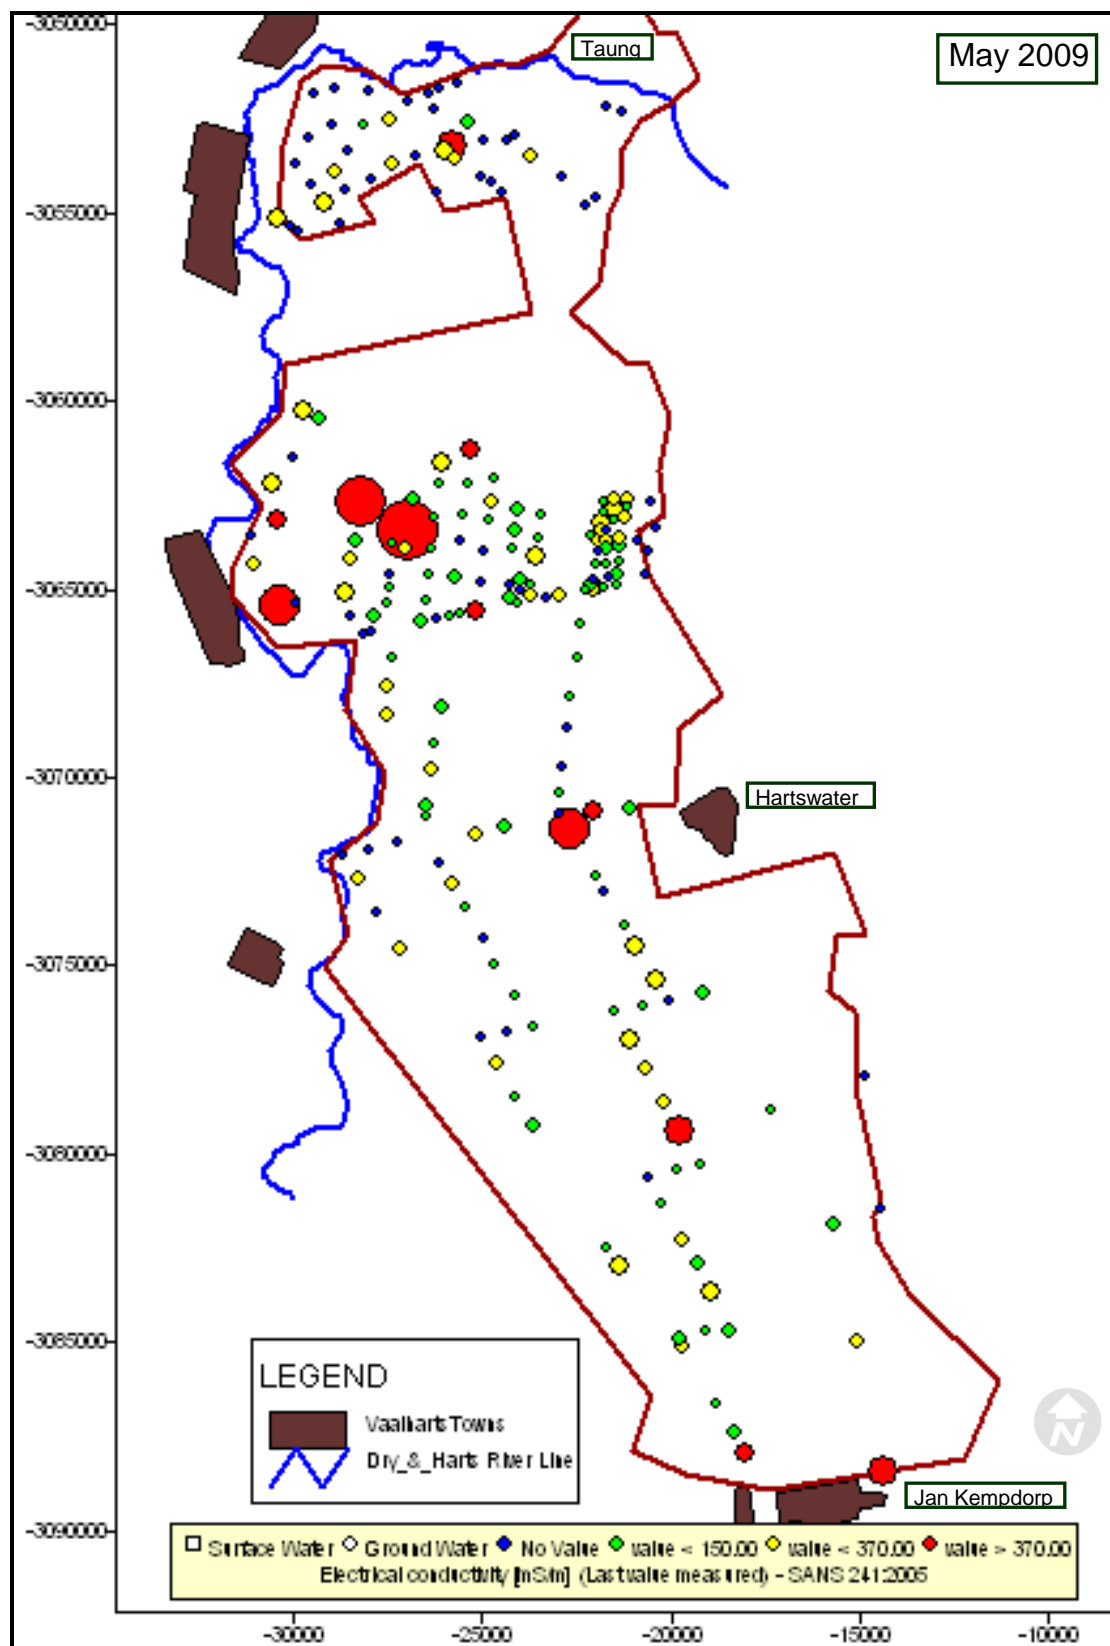 -3050000
Taung
May 2009
-3055000
-3060000
-3065000
-3070000
Hartswater
-3075000
-3080000
-3085000
LEGEND
Vaalharts Towns
Dry_&_Harts River Line
N
Jan Kempdorp
-3090000
Surface Water Ground Water No Value value < 150.00 value < 370.00 value > 370.00
Electrical conductivity [mS/m] (Last value measured) - SANS 241:2005
-30000 -25000 -20000 -15000 -10000